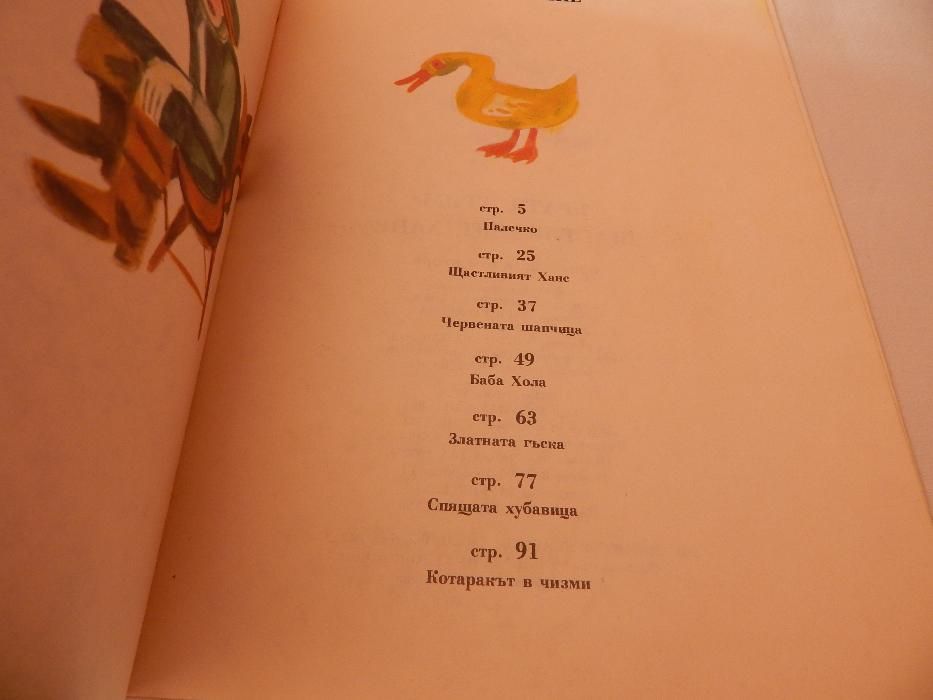 стр. 5
Палечко
стр. 25
Щастливият Ханс
стр. 37
Червената шапчица
стр. 49
Баба Хола
стр. 63
Златната гъска
стр. 77
Спящата хубавица
стр. 91
Котаракът в чизми